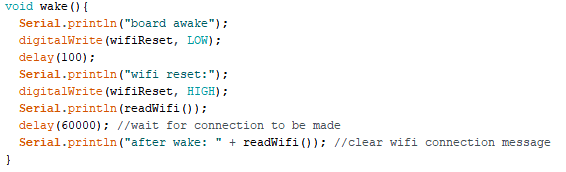 void wake(){
  Serial.println("board awake");
  digitalWrite(wifiReset, LOW);
  delay(100);
  Serial.println("wifi reset:");
  digitalWrite(wifiReset, HIGH);
  Serial.println(readWifi());
  delay(60000); //wait for connection to be made
  Serial.println("after wake: " + readWifi()); //clear wifi connection message
}